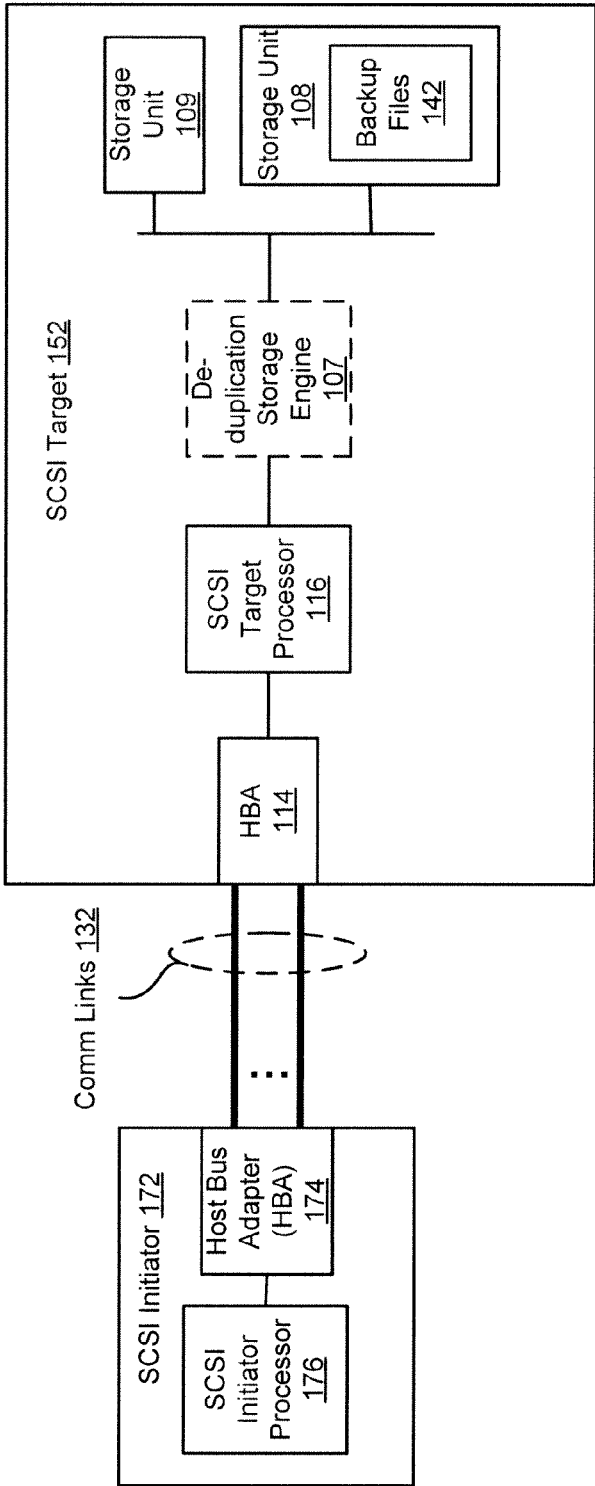 SCSI Initiator 172
SCSI
Initiator
Processor
176
Host Bus
Adapter
(HBA)
174
Comm Links 132
...
SCSI Target 152
HBA
114
SCSI
Target
Processor
116
De-
duplication
Storage
Engine
107
Storage
Unit
109
Storage Unit
108
Backup
Files
142